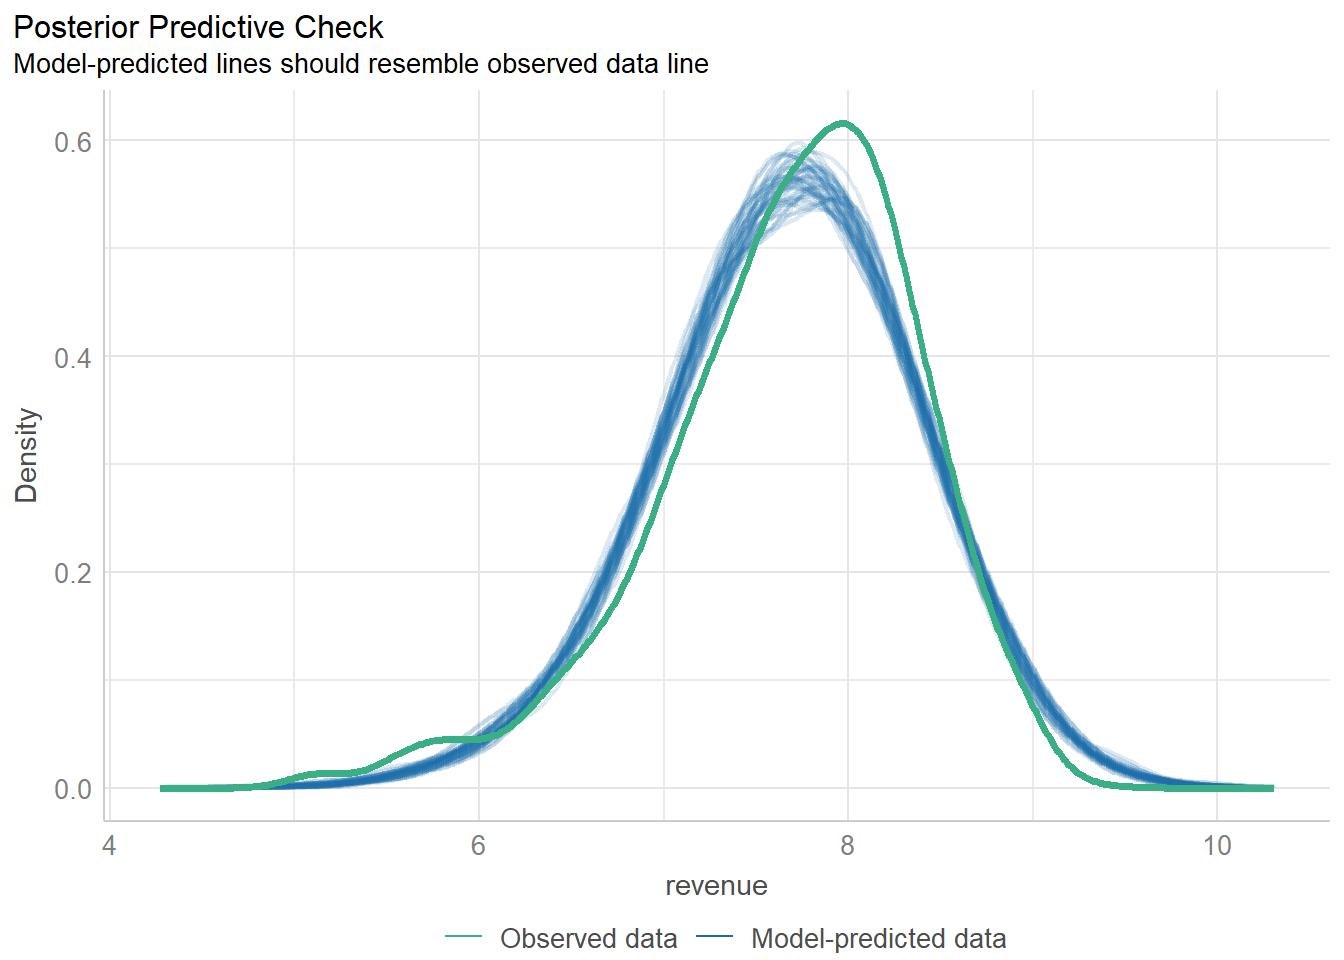 Posterior Predictive Check
Model-predicted lines should resemble observed data line
0.6
0.4
0.2
0.0
Density
4 6 8 10
revenue
Observed data Model-predicted data